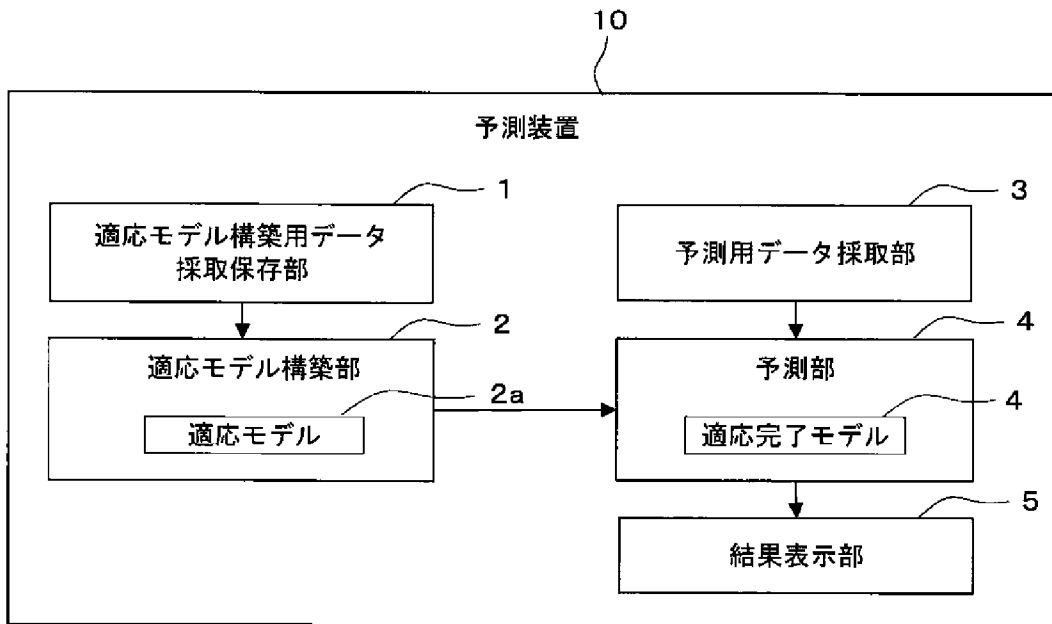 10
予測装置
1
適応モデル構築用データ
採取保存部
3
予測用データ採取部
2
適応モデル構築部
2a
適応モデル
4
予測部
4
適応完了モデル
5
結果表示部